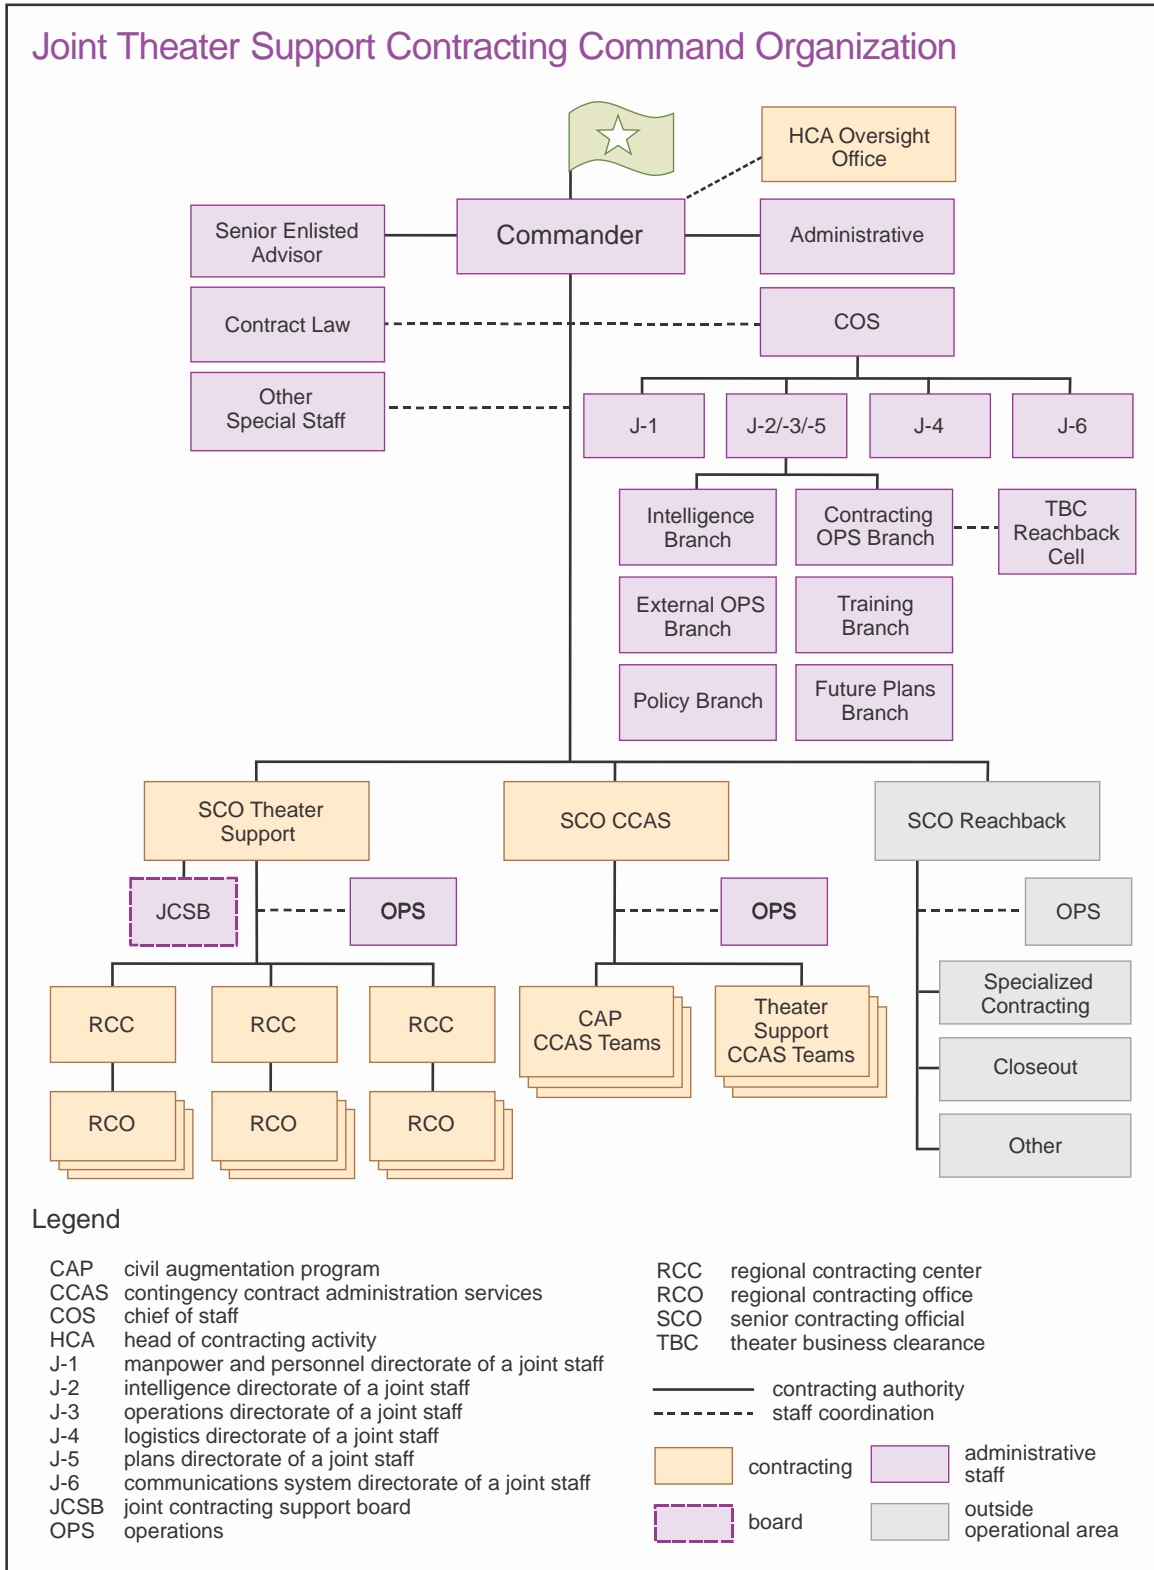 Joint Theater Support Contracting Command Organization
HCA Oversight
Office
Senior Enlisted
Advisor
Commander
Administrative
Contract Law
COS
Other
Special Staff
J-1
J-2/-3/-5
J-4
J-6
Intelligence
Branch
Contracting
OPS Branch
TBC
Reachback
Cell
External OPS
Branch
Training
Branch
Policy Branch
Future Plans
Branch
SCO Theater
Support
SCO CCAS
SCO Reachback
JCSB
OPS
OPS
OPS
RCC
RCC
RCC
CAP
CCAS Teams
Theater
Support
CCAS Teams
Specialized
Contracting
Closeout
RCO
RCO
RCO
Other
Legend
CAP civil augmentation program
CCAS contingency contract administration services
COS chief of staff
HCA head of contracting activity
J-1 manpower and personnel directorate of a joint staff
J-2 intelligence directorate of a joint staff
J-3 operations directorate of a joint staff
J-4 logistics directorate of a joint staff
J-5 plans directorate of a joint staff
J-6 communications system directorate of a joint staff
JCSB joint contracting support board
OPS operations
RCC regional contracting center
RCO regional contracting office
SCO senior contracting official
TBC theater business clearance
contracting authority
staff coordination
contracting
administrative
staff
board
outside
operational area